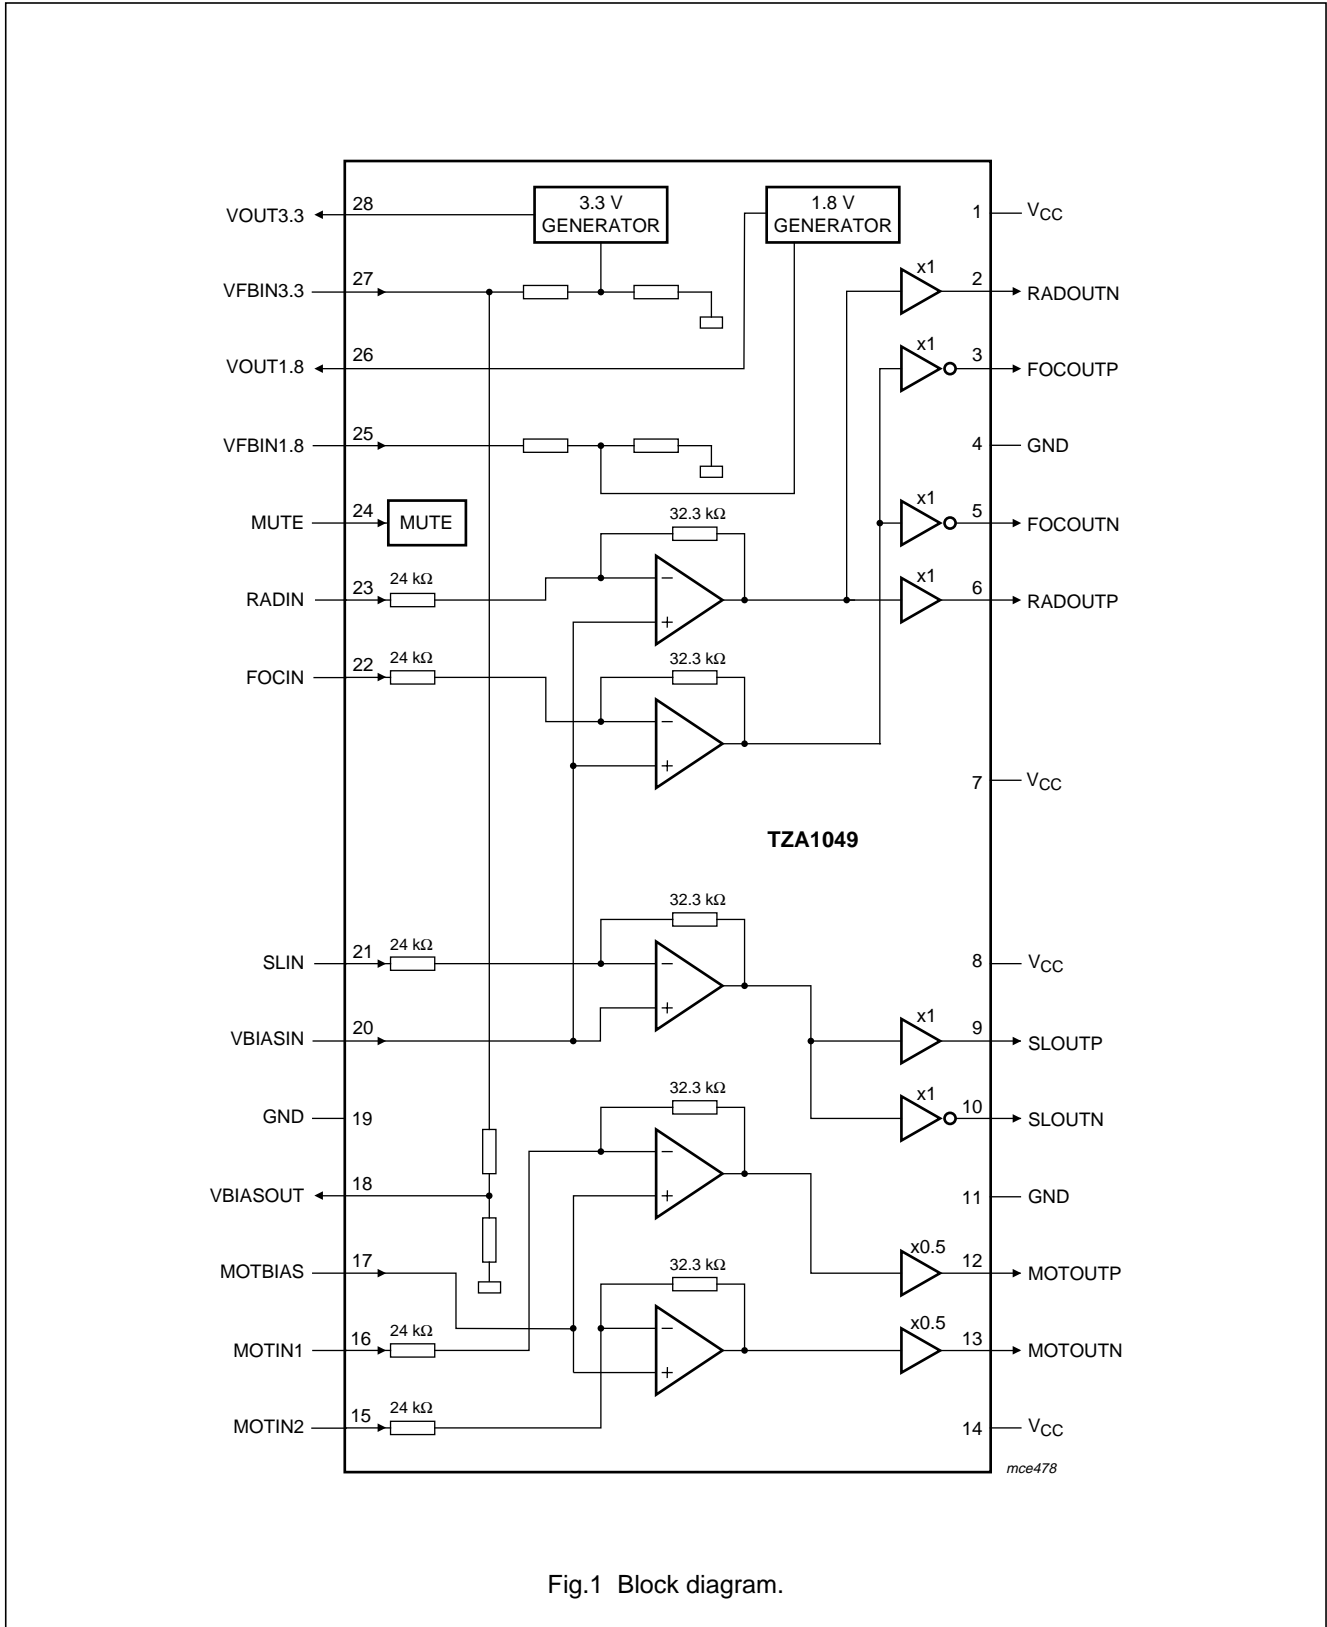 3.3 V
GENERATOR
1.8 V
GENERATOR
VOUT3.3
28
1
VCC
VFBIN3.3
27
x1
2
RADOUTN
VOUT1.8
26
x1
3
FOCOUTP
VFBIN1.8
25
4
GND
MUTE
24
MUTE
x1
5
FOCOUTN
32.3 kΩ
RADIN
23
24 kΩ
−
+
x1
6
RADOUTP
FOCIN
22
24 kΩ
32.3 kΩ
−
+
7
VCC
TZA1049
32.3 kΩ
SLIN
21
24 kΩ
−
+
8
VCC
VBIASIN
20
x1
9
SLOUTP
GND
19
32.3 kΩ
x1
10
SLOUTN
−
+
VBIASOUT
18
11
GND
MOTBIAS
17
32.3 kΩ
x0.5
12
MOTOUTP
MOTIN1
16
24 kΩ
−
+
x0.5
13
MOTOUTN
MOTIN2
15
24 kΩ
14
VCC
mce478
Fig.1 Block diagram.